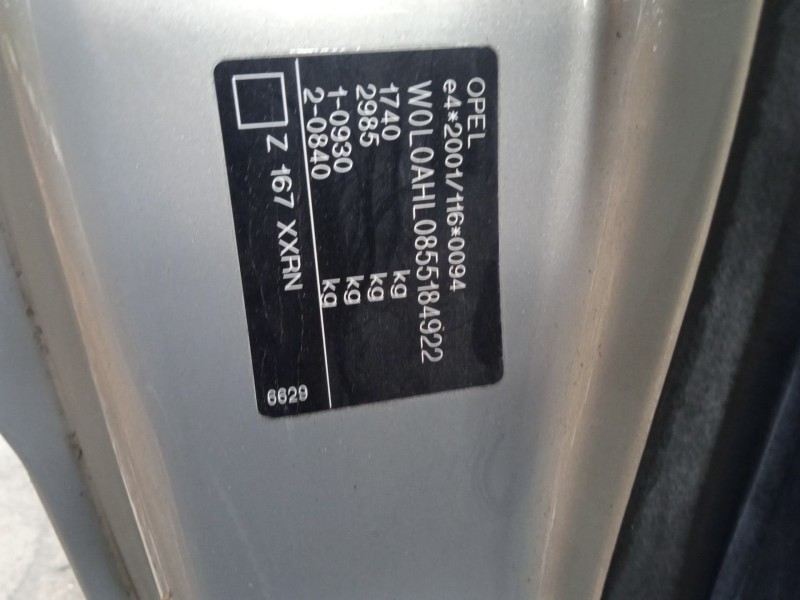 OPEL
e4*2001/116*0094
W0L0AHL0855184922
1740 kg
2985 kg
1-0930 kg
2-0840 kg
Z 167 XXRN
6629